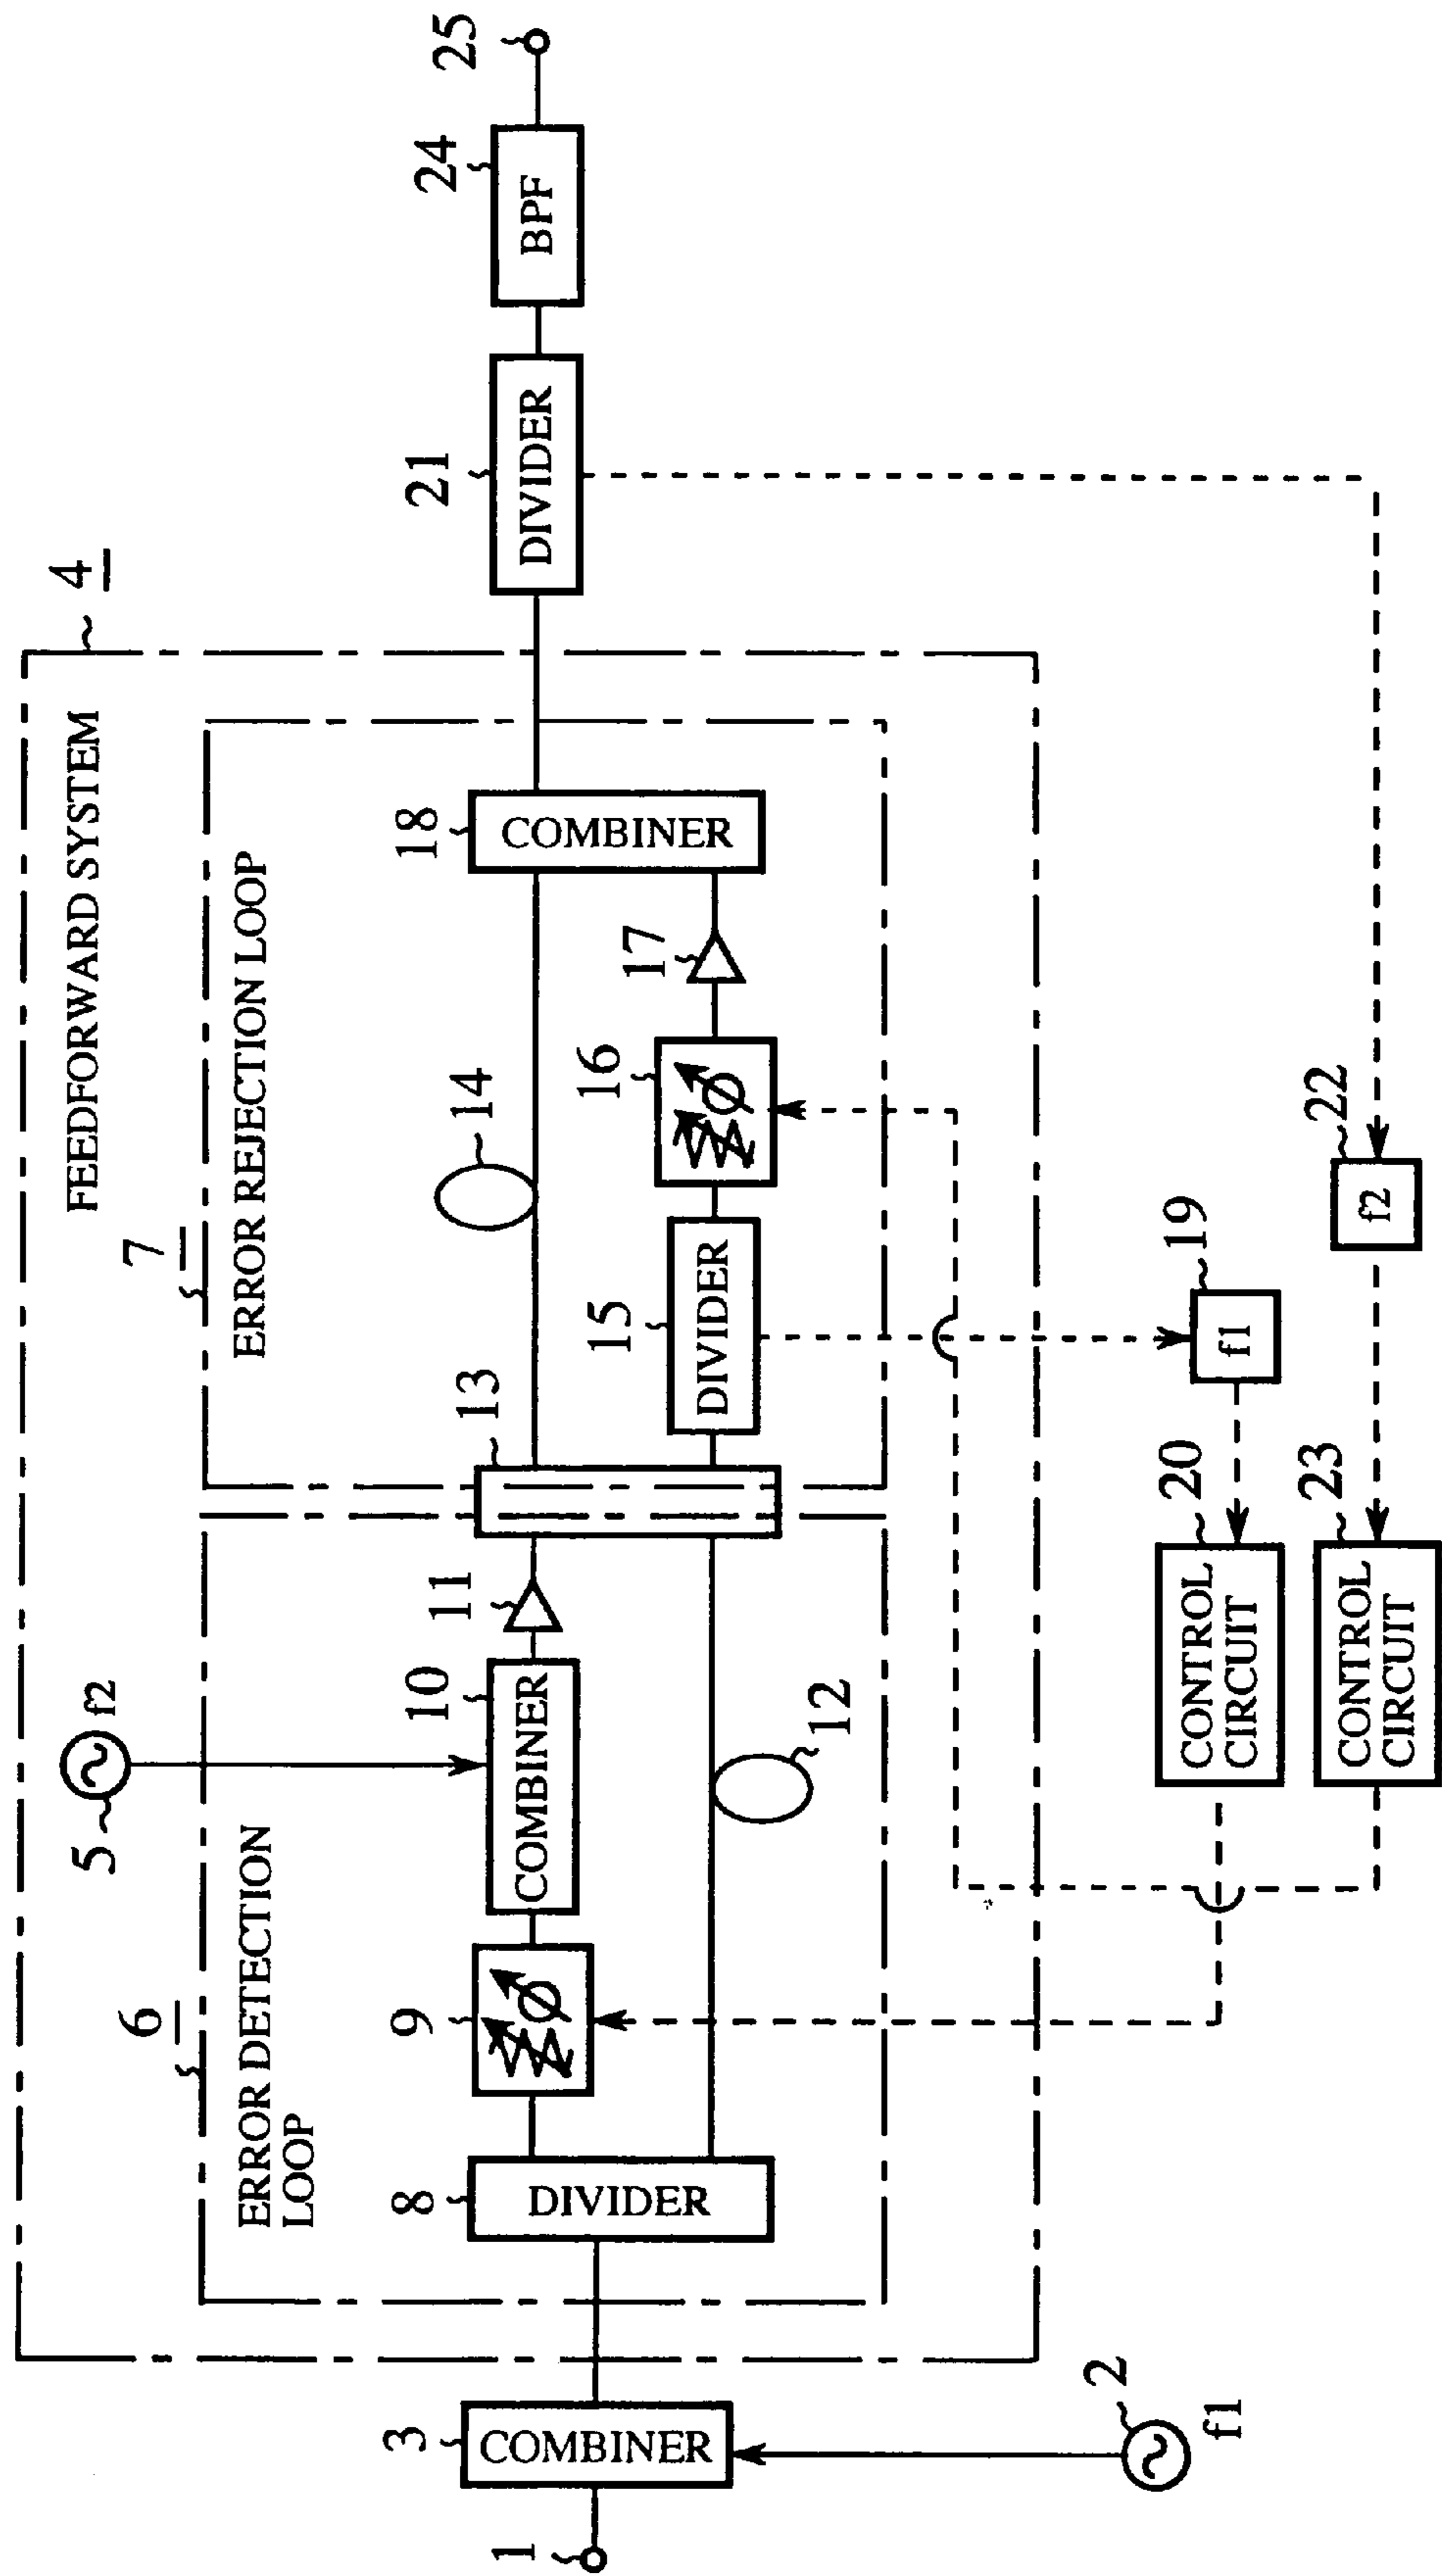 FEEDFORWARD SYSTEM
4
5
f2
6
ERROR DETECTION
LOOP
7
ERROR REJECTION LOOP
1
3
COMBINER
2
f1
8
DIVIDER
9
10
COMBINER
11
12
13
14
15
DIVIDER
16
17
18
COMBINER
21
DIVIDER
24
BPF
25
19
f1
22
f2
20
CONTROL
CIRCUIT
23
CONTROL
CIRCUIT